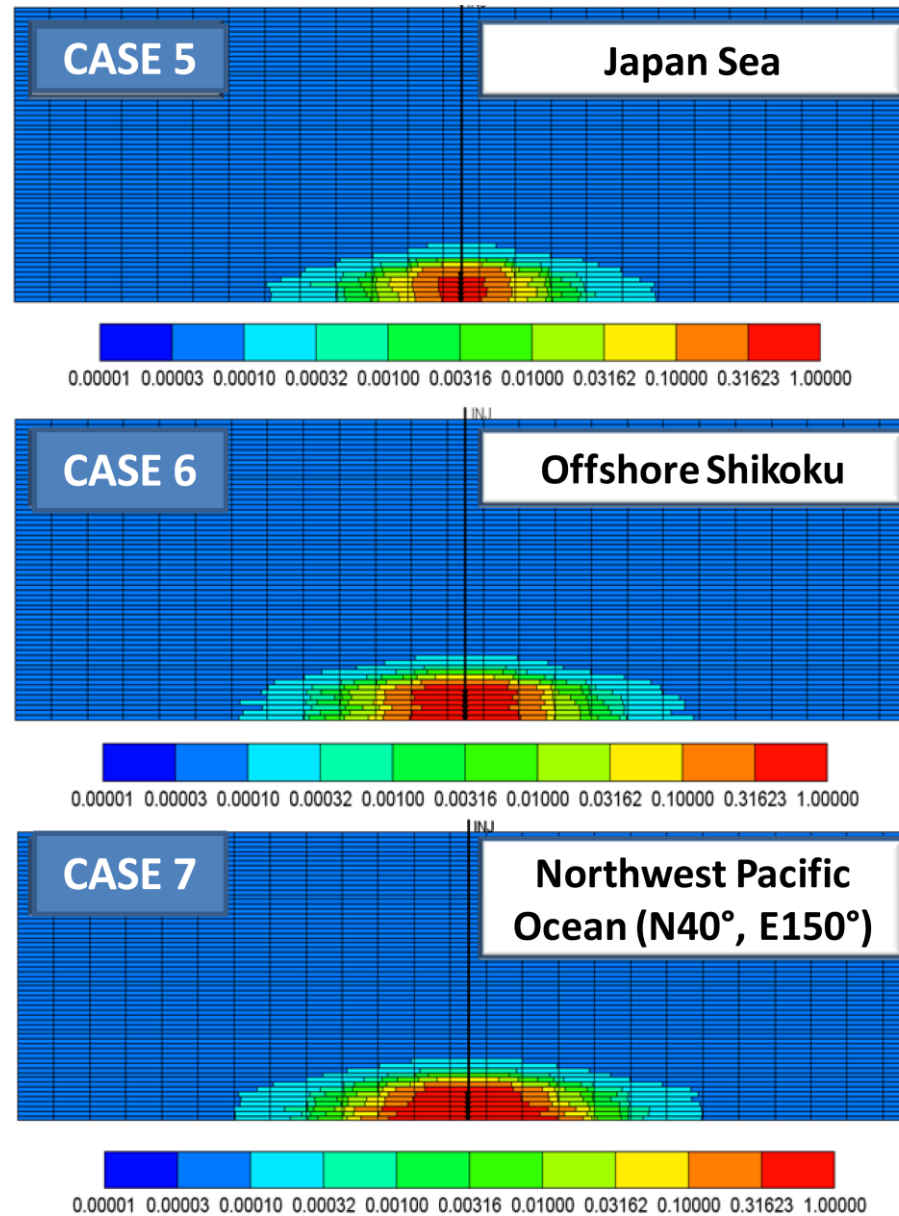 CASE 5
Japan Sea
0.00001 0.00003 0.00010 0.00032 0.00100 0.00316 0.01000 0.03162 0.10000 0.31623 1.00000
INJ
CASE 6
Offshore Shikoku
0.00001 0.00003 0.00010 0.00032 0.00100 0.00316 0.01000 0.03162 0.10000 0.31623 1.00000
INJ
CASE 7
Northwest Pacific
Ocean (N40°, E150°)
0.00001 0.00003 0.00010 0.00032 0.00100 0.00316 0.01000 0.03162 0.10000 0.31623 1.00000